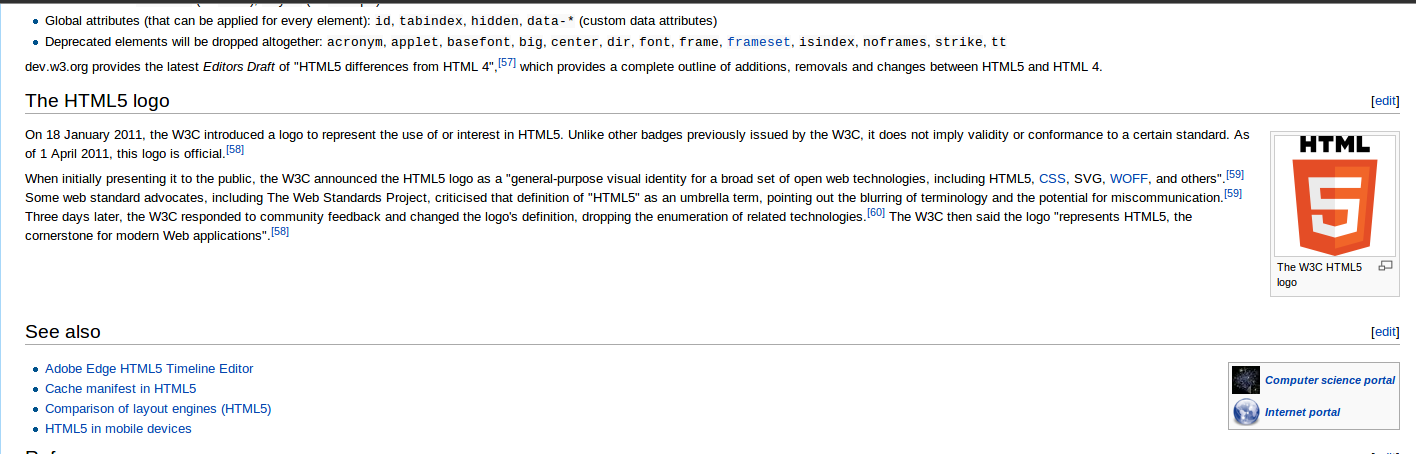 Global attributes (that can be applied for every element): id, tabindex, hidden, data-* (custom data attributes)
Deprecated elements will be dropped altogether: acronym, applet, basefont, big, center, dir, font, frame, frameset, isindex, noframes, strike, tt
dev.w3.org provides the latest Editors Draft of "HTML5 differences from HTML 4",[57] which provides a complete outline of additions, removals and changes between HTML5 and HTML 4.
The HTML5 logo [edit]
On 18 January 2011, the W3C introduced a logo to represent the use of or interest in HTML5. Unlike other badges previously issued by the W3C, it does not imply validity or conformance to a certain standard. As
of 1 April 2011, this logo is official.[58]
When initially presenting it to the public, the W3C announced the HTML5 logo as a "general-purpose visual identity for a broad set of open web technologies, including HTML5, CSS, SVG, WOFF, and others".[59]
Some web standard advocates, including The Web Standards Project, criticised that definition of "HTML5" as an umbrella term, pointing out the blurring of terminology and the potential for miscommunication.[59]
Three days later, the W3C responded to community feedback and changed the logo's definition, dropping the enumeration of related technologies.[60] The W3C then said the logo "represents HTML5, the
cornerstone for modern Web applications".[58]
HTML
5
The W3C HTML5
logo
See also [edit]
Adobe Edge HTML5 Timeline Editor
Cache manifest in HTML5
Comparison of layout engines (HTML5)
HTML5 in mobile devices
Computer science portal
Internet portal